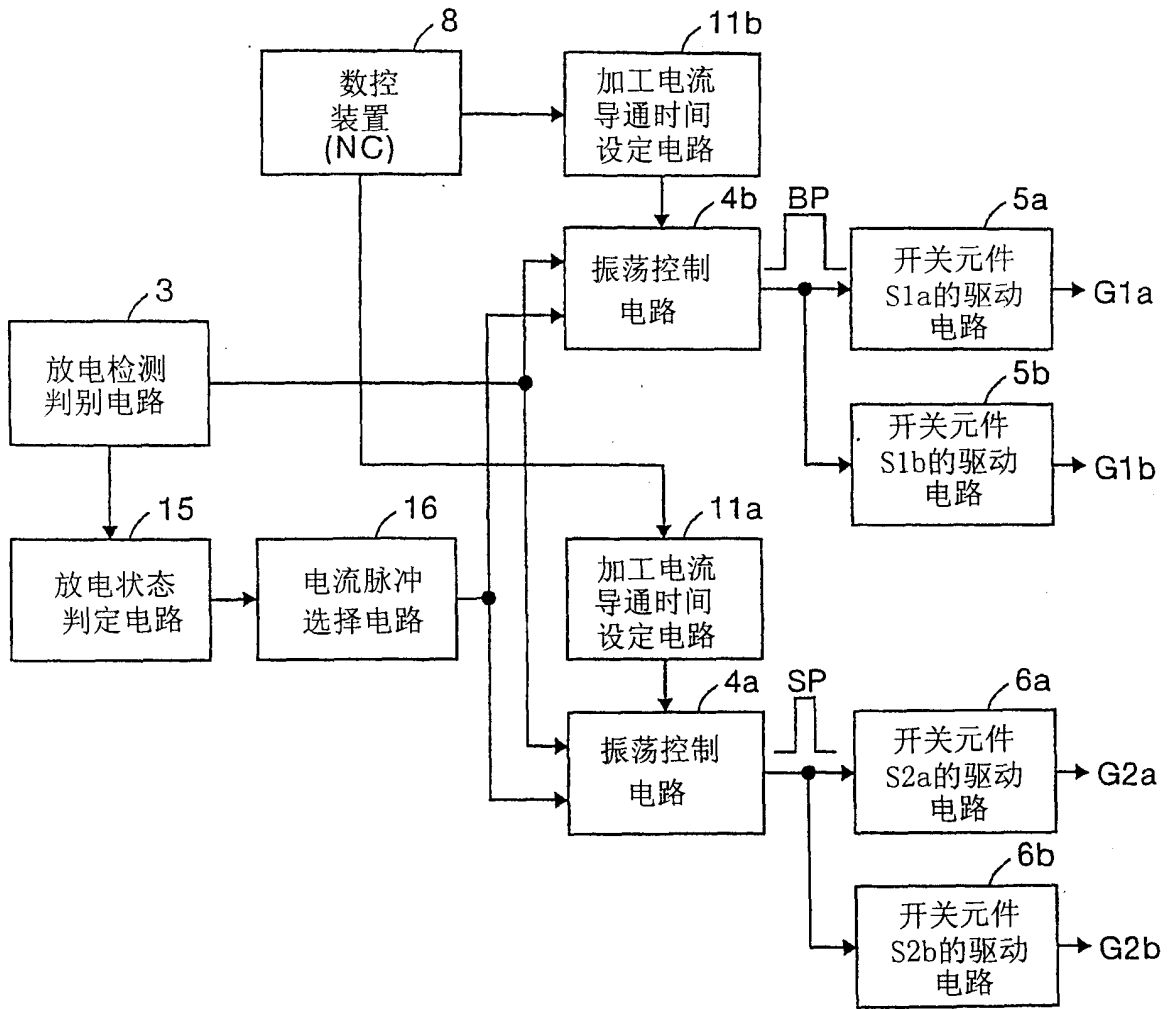 8
数控
装置
(NC)
11b
加工电流
导通时间
设定电路
4b
振荡控制
电路
BP
5a
开关元件
S1a的驱动
电路
G1a
3
放电检测
判别电路
5b
开关元件
S1b的驱动
电路
G1b
15
放电状态
判定电路
16
电流脉冲
选择电路
11a
加工电流
导通时间
设定电路
4a
振荡控制
电路
SP
6a
开关元件
S2a的驱动
电路
G2a
6b
开关元件
S2b的驱动
电路
G2b